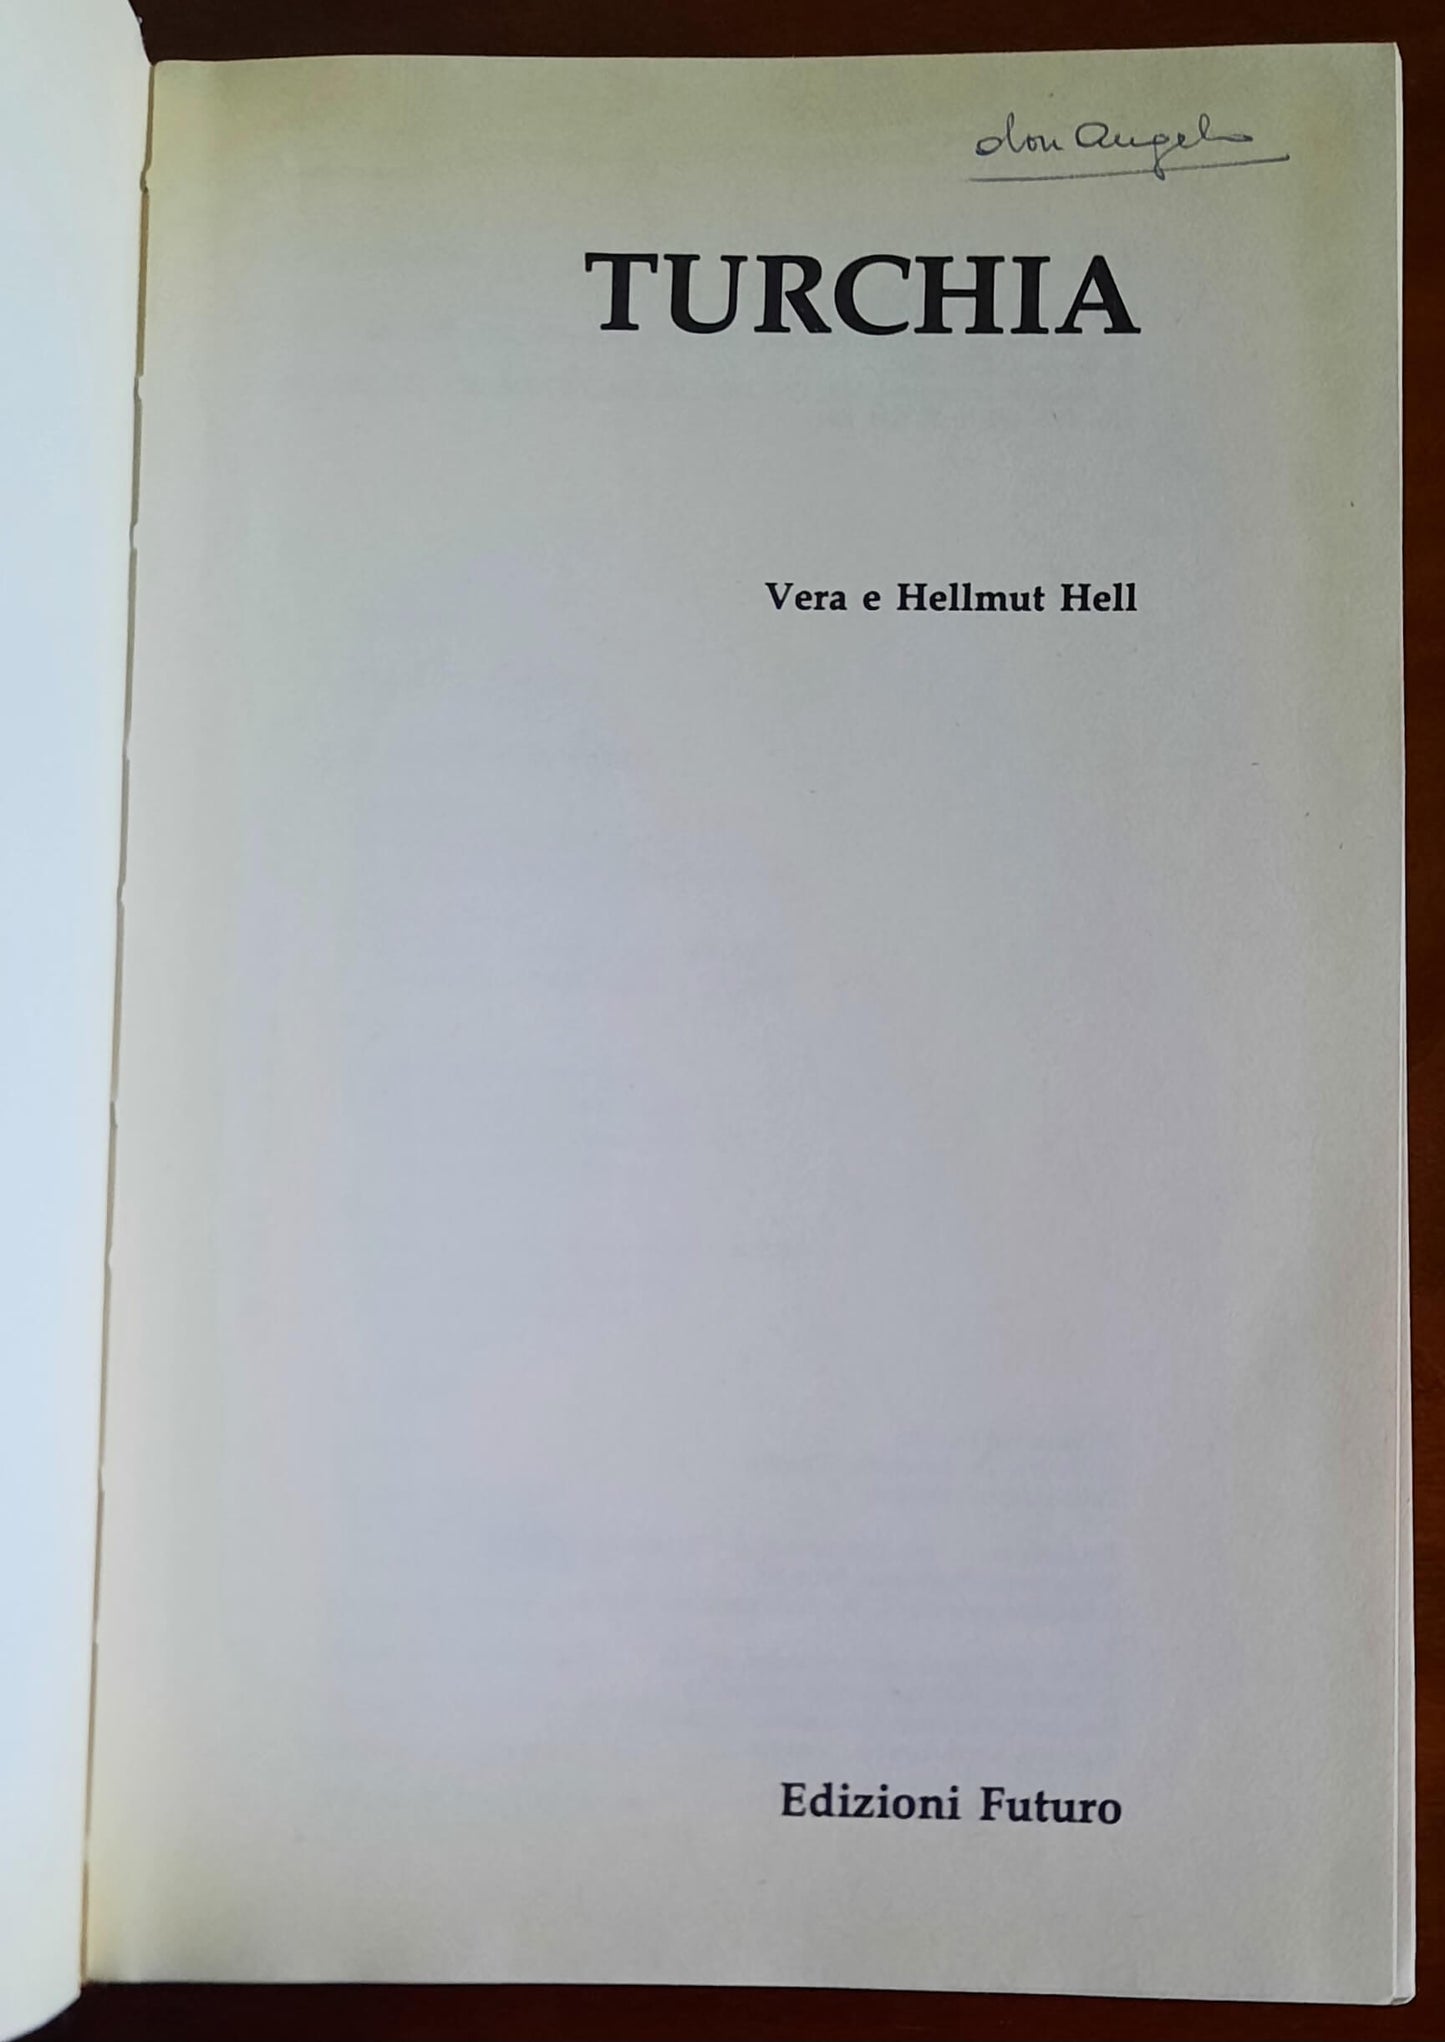 don Angelo
TURCHIA
Vera e Hellmut Hell
Edizioni Futuro